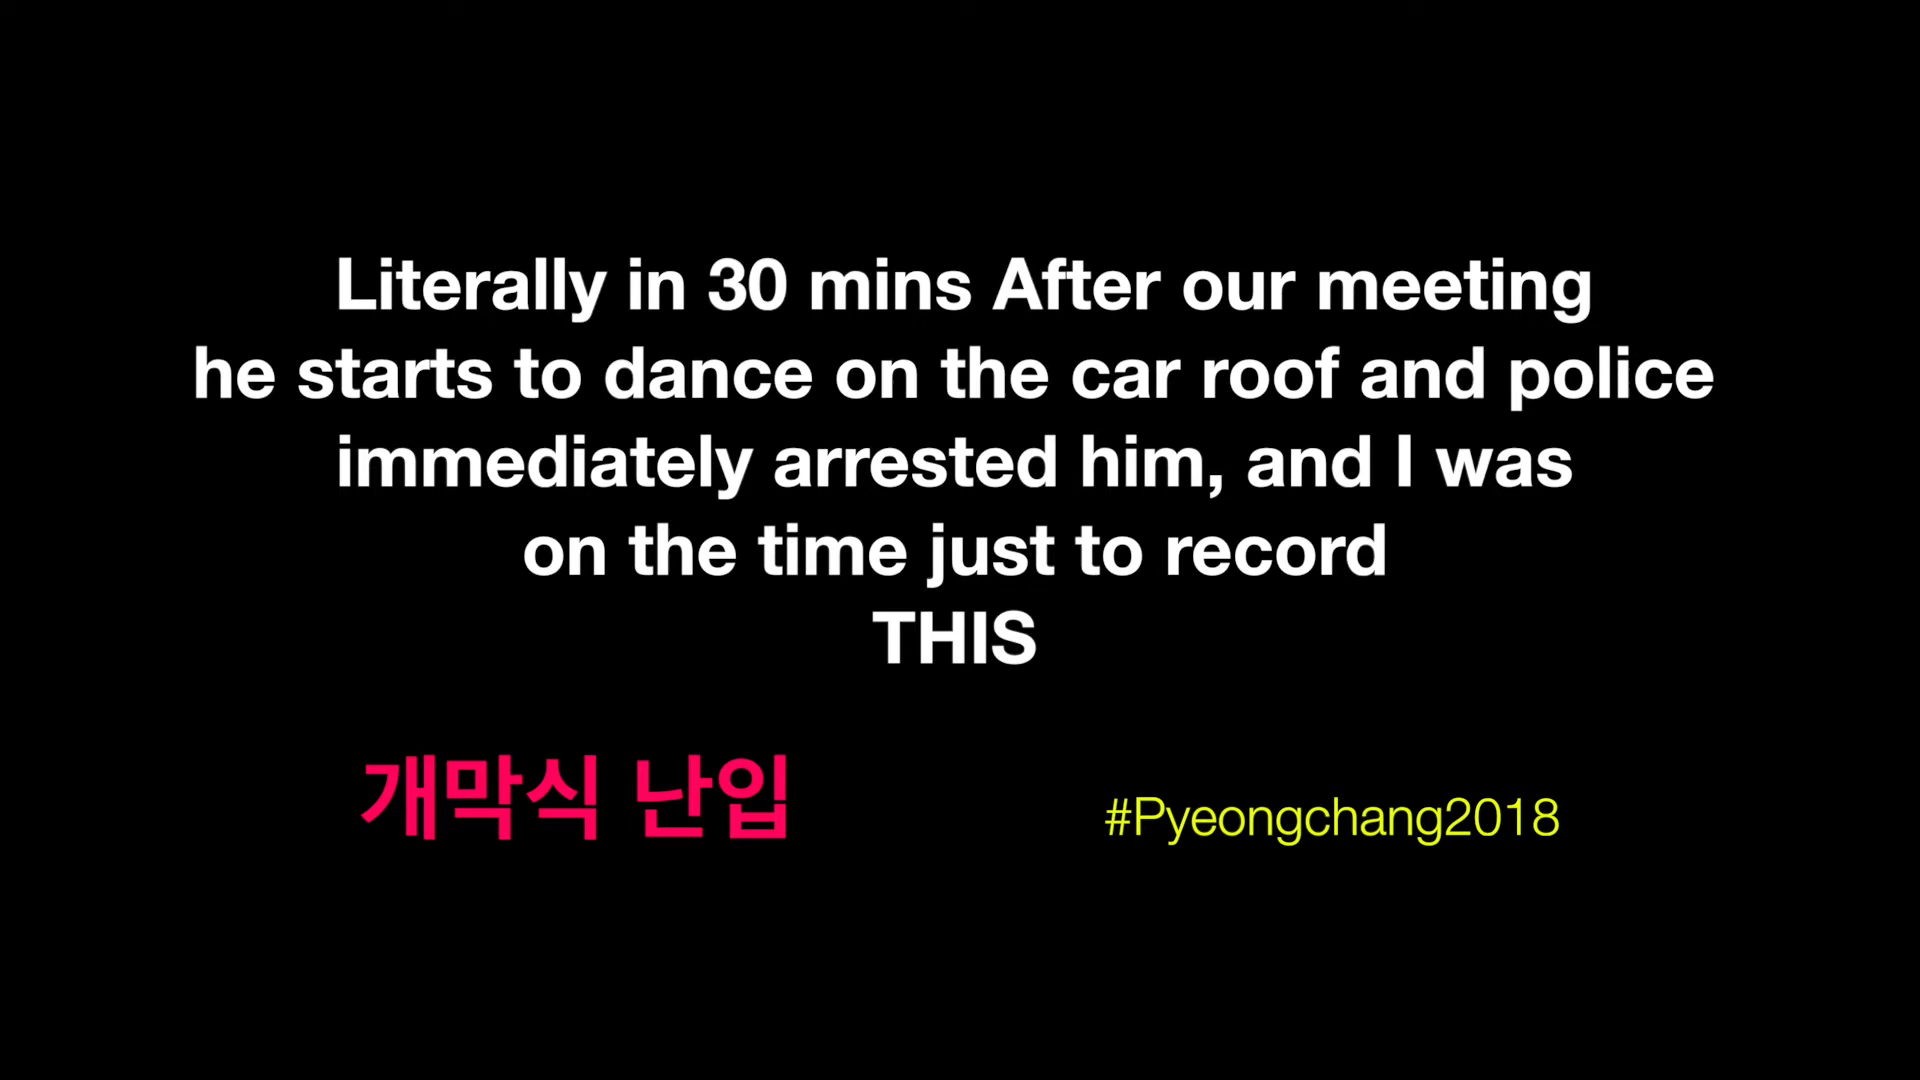 Literally in 30 mins After our meeting
he starts to dance on the car roof and police
immediately arrested him, and I was
on the time just to record
THIS
개막식 난입
#Pyeongchang2018